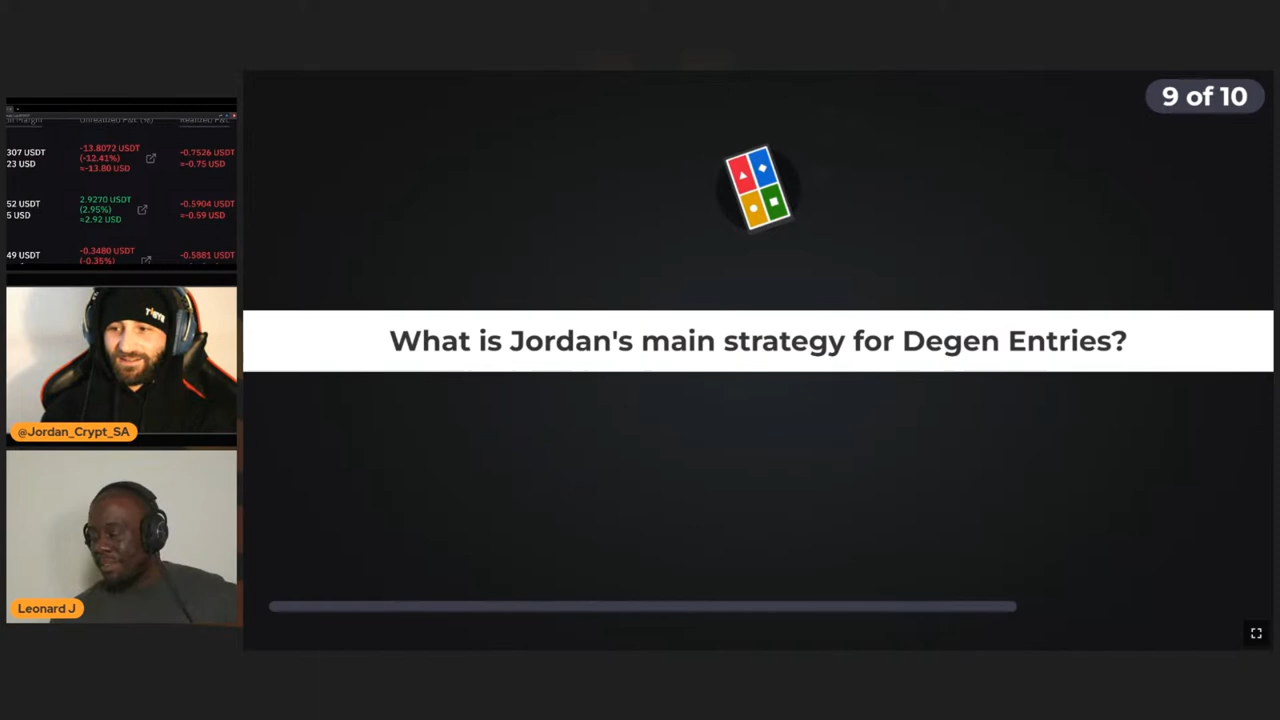 9 of 10
307 USDT
23 USD
-13.8072 USDT
(-12.41%)
≈-13.80 USD
-0.7526 USDT
≈-0.75 USD
52 USDT
5 USD
2.9270 USDT
(2.95%)
≈2.92 USD
-0.5904 USDT
≈-0.59 USD
49 USDT
-0.3480 USDT
(-0.35%)
-0.5881 USDT
@Jordan_Crypt_SA
What is Jordan's main strategy for Degen Entries?
Leonard J